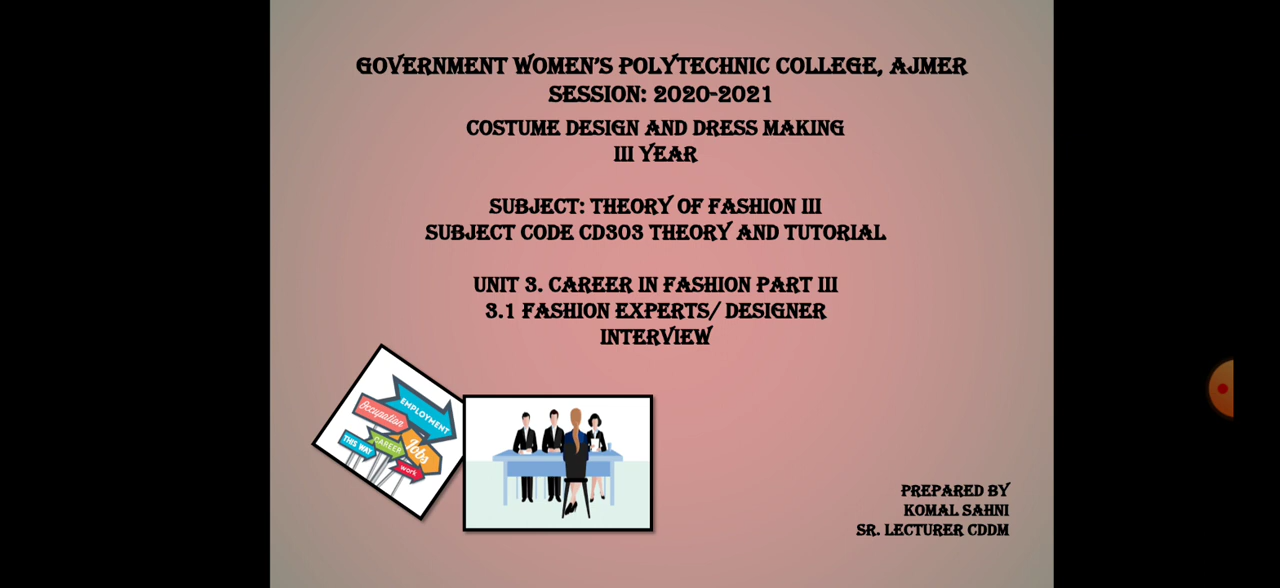 GOVERNMENT WOMEN'S POLYTECHNIC COLLEGE, AJMER
SESSION: 2020-2021
COSTUME DESIGN AND DRESS MAKING
III YEAR
SUBJECT: THEORY OF FASHION III
SUBJECT CODE CD303 THEORY AND TUTORIAL
UNIT 3. CAREER IN FASHION PART III
3.1 FASHION EXPERTS/ DESIGNER
INTERVIEW
EMPLOYMENT
Occupation
THIS WAY
CAREER
Jobs
work
PREPARED BY
KOMAL SAHNI
SR. LECTURER CDDM